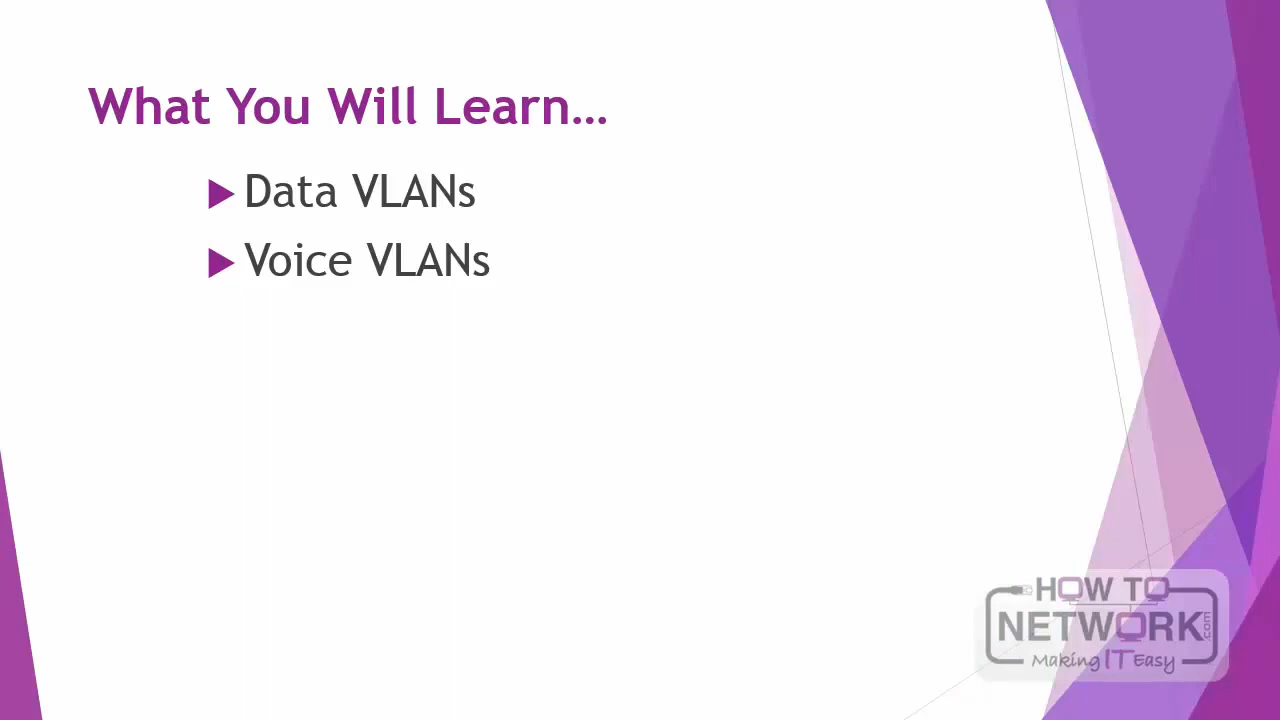 What You Will Learn…
Data VLANs
Voice VLANs
HOW TO
NETWORK.com
Making IT Easy